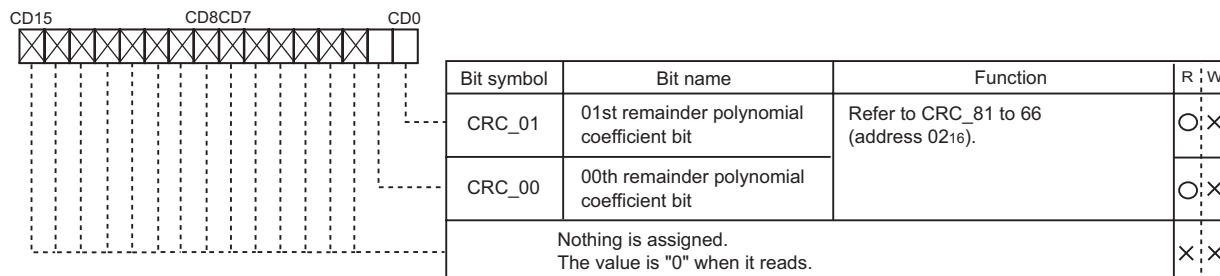 CD15 CD8CD7 CD0
Bit symbol Bit name Function R W
CRC_01 01st remainder polynomial coefficient bit Refer to CRC_81 to 66 (address 0216). O ×
CRC_00 00th remainder polynomial coefficient bit O ×
Nothing is assigned.
The value is "0" when it reads. × ×